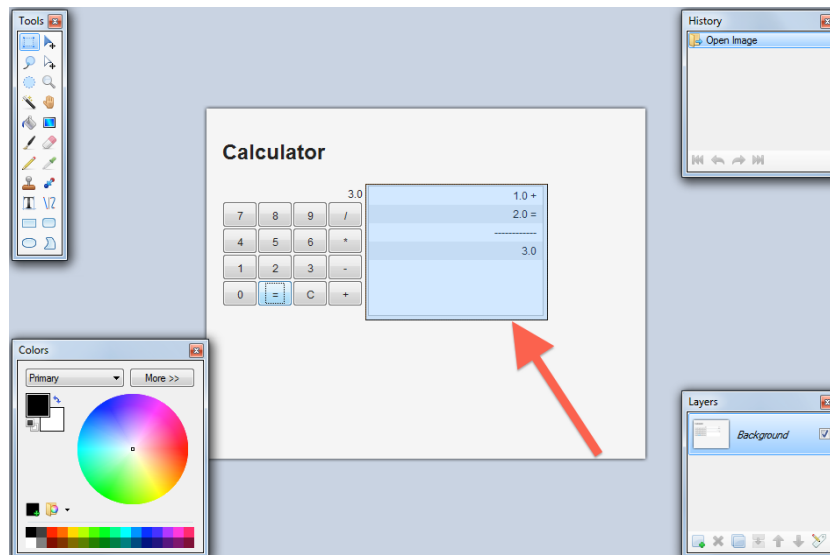 Tools
History
Open Image
Calculator
3.0
7 8 9 /
4 5 6 *
1 2 3 -
0 = C +
1.0 +
2.0 =
------------
3.0
Colors
Primary
More >>
Layers
Background